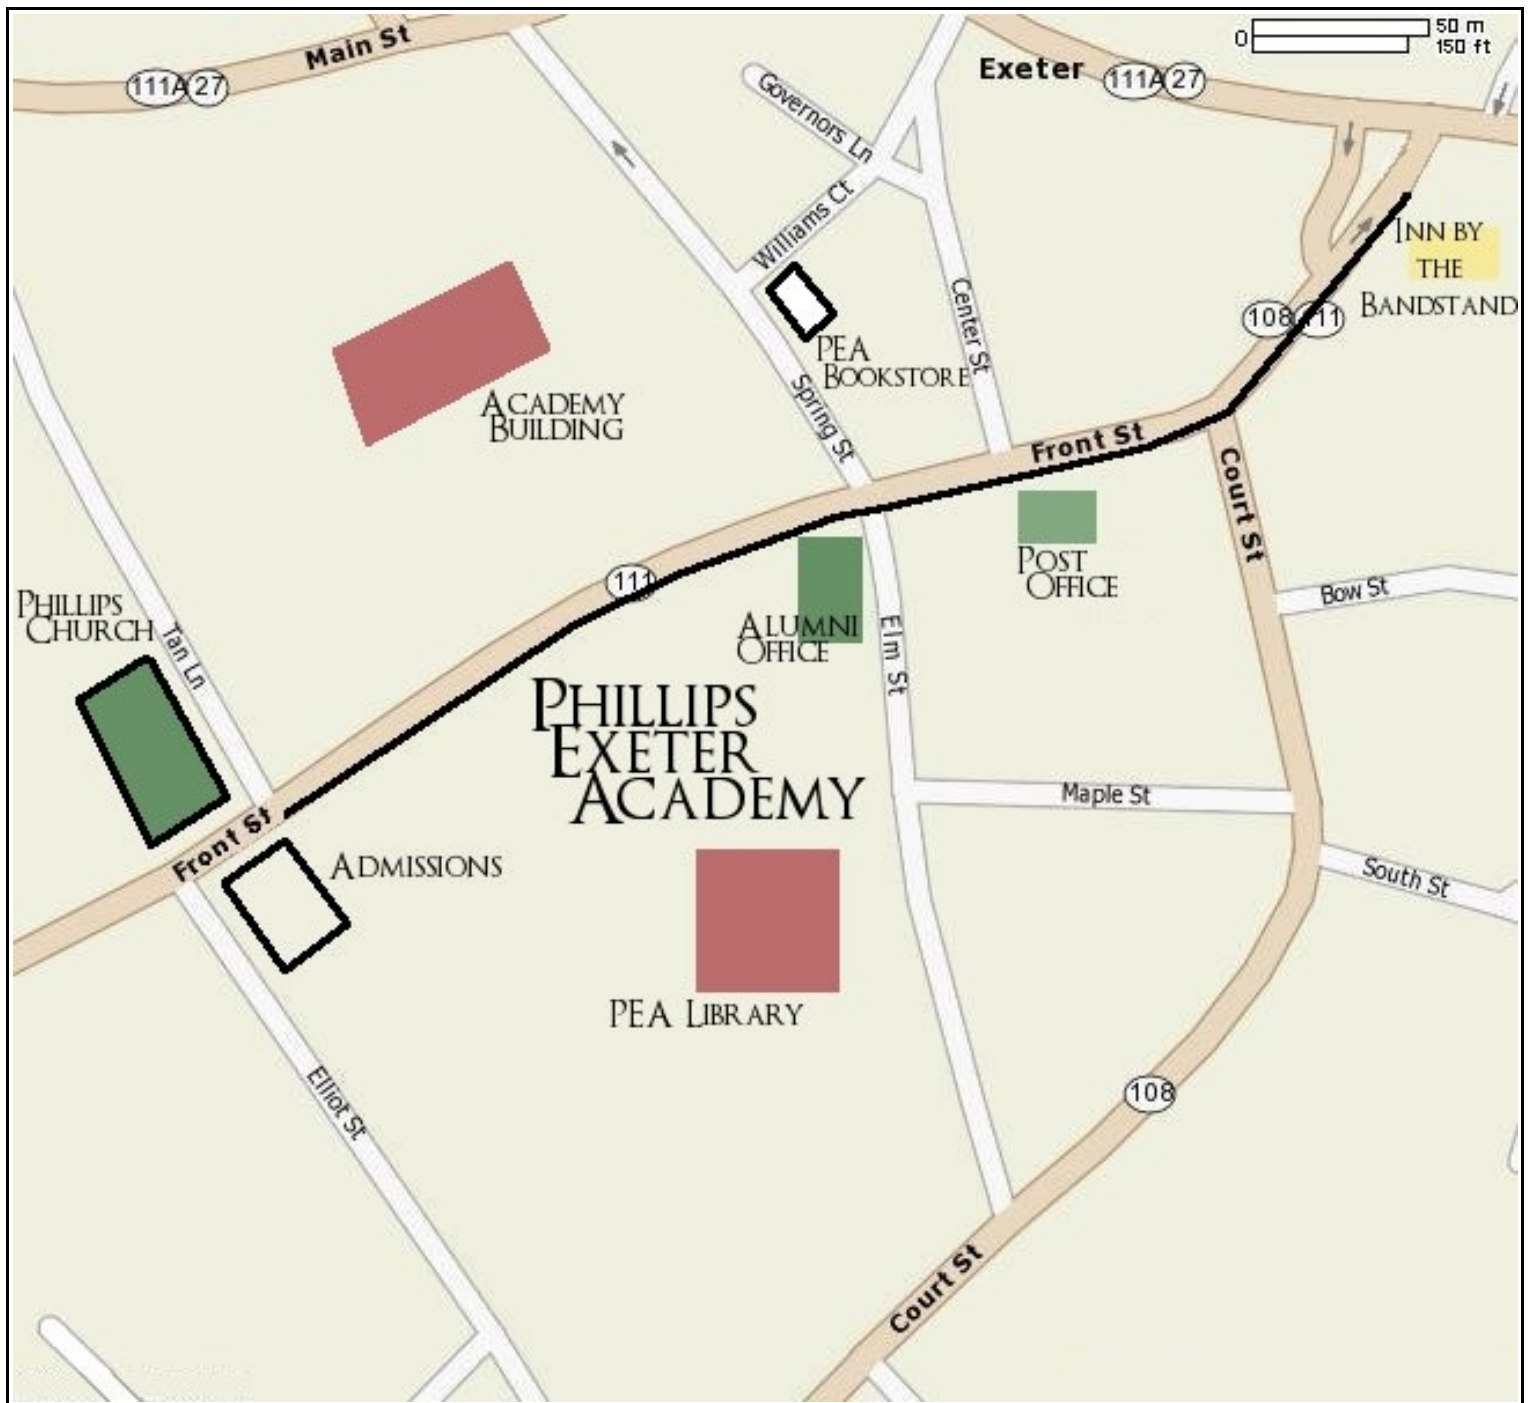 Main St
111A 27
Governors Ln
Exeter
111A 27
0
50 m
150 ft
Williams Ct
INN BY
THE
BANDSTAND
108 111
Center St
PEA
BOOKSTORE
Spring St
ACADEMY
BUILDING
Front St
Court St
111
POST
OFFICE
Bow St
PHILLIPS
CHURCH
Tan Ln
ALUMNI
OFFICE
Elm St
PHILLIPS
EXETER
ACADEMY
Maple St
Front St
ADMISSIONS
South St
PEA LIBRARY
Elliot St
108
Court St